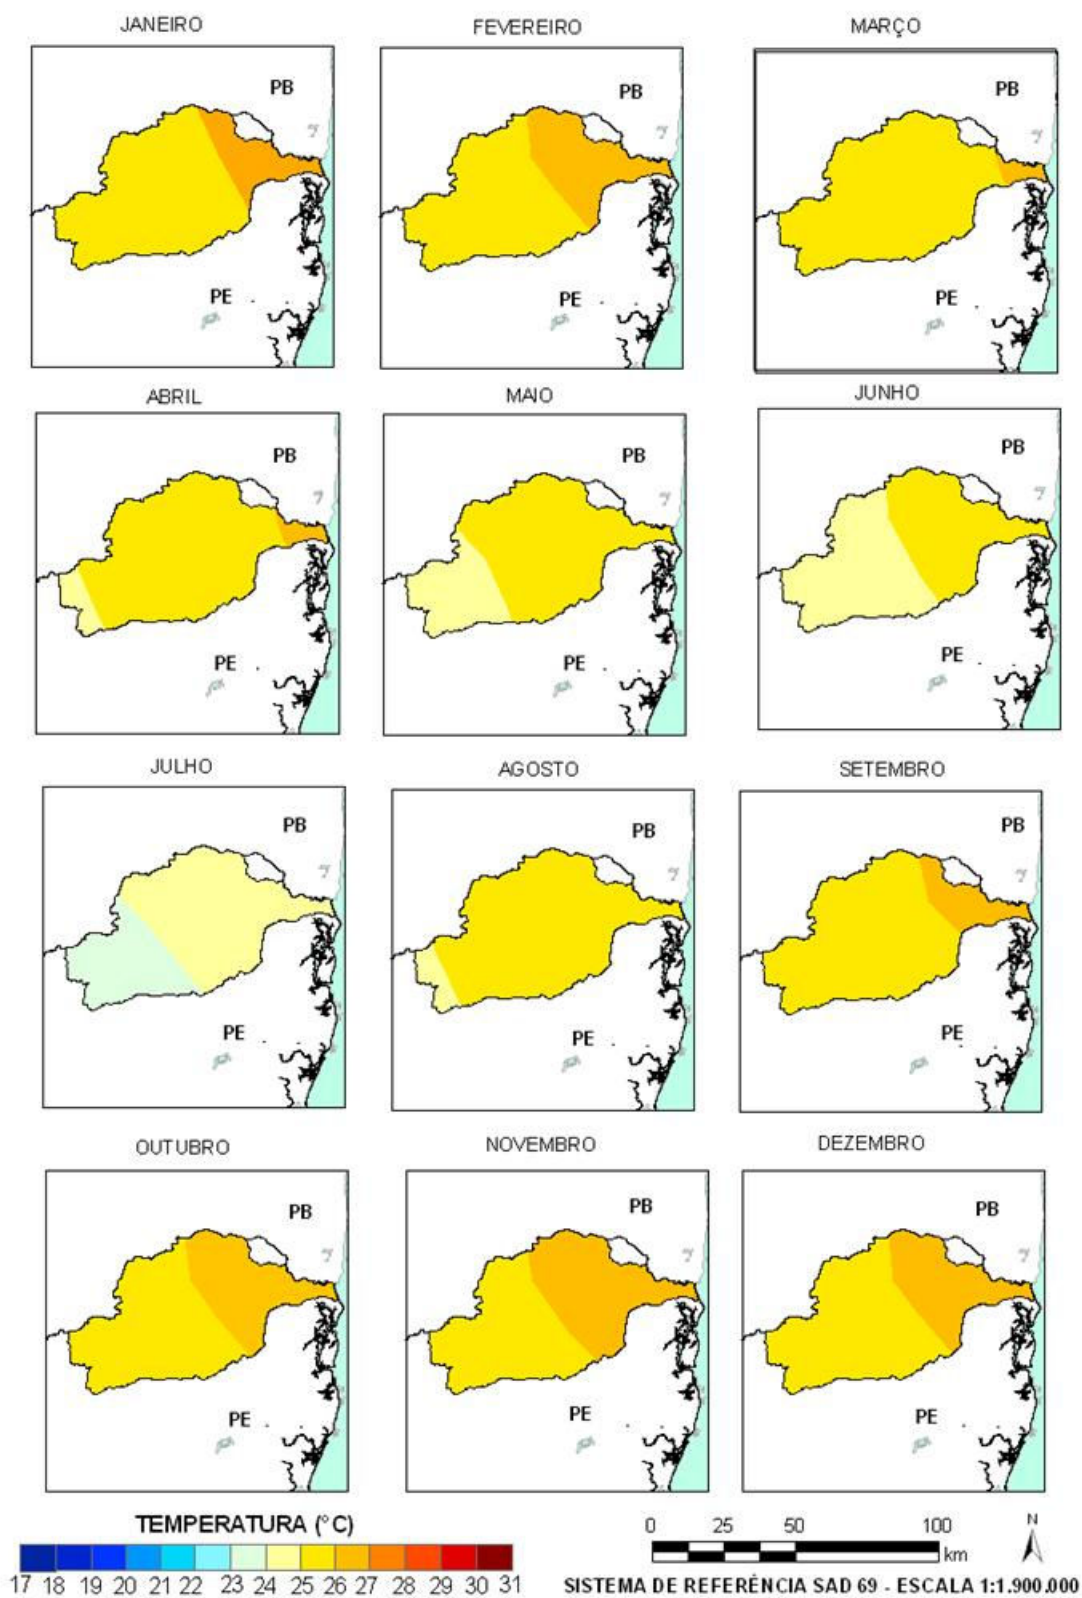 JANEIRO
FEVEREIRO
MARÇO
PB
PB
PB
PE
PE
PE
ABRIL
MAIO
JUNHO
PB
PB
PB
PE
PE
PE
JULHO
AGOSTO
SETEMBRO
PB
PB
PB
PE
PE
PE
OUTUBRO
NOVEMBRO
DEZEMBRO
PB
PB
PB
PE
PE
PE
TEMPERATURA (°C)
17 18 19 20 21 22 23 24 25 26 27 28 29 30 31
0 25 50 100
km
N
SISTEMA DE REFERÊNCIA SAD 69 - ESCALA 1:1.900.000